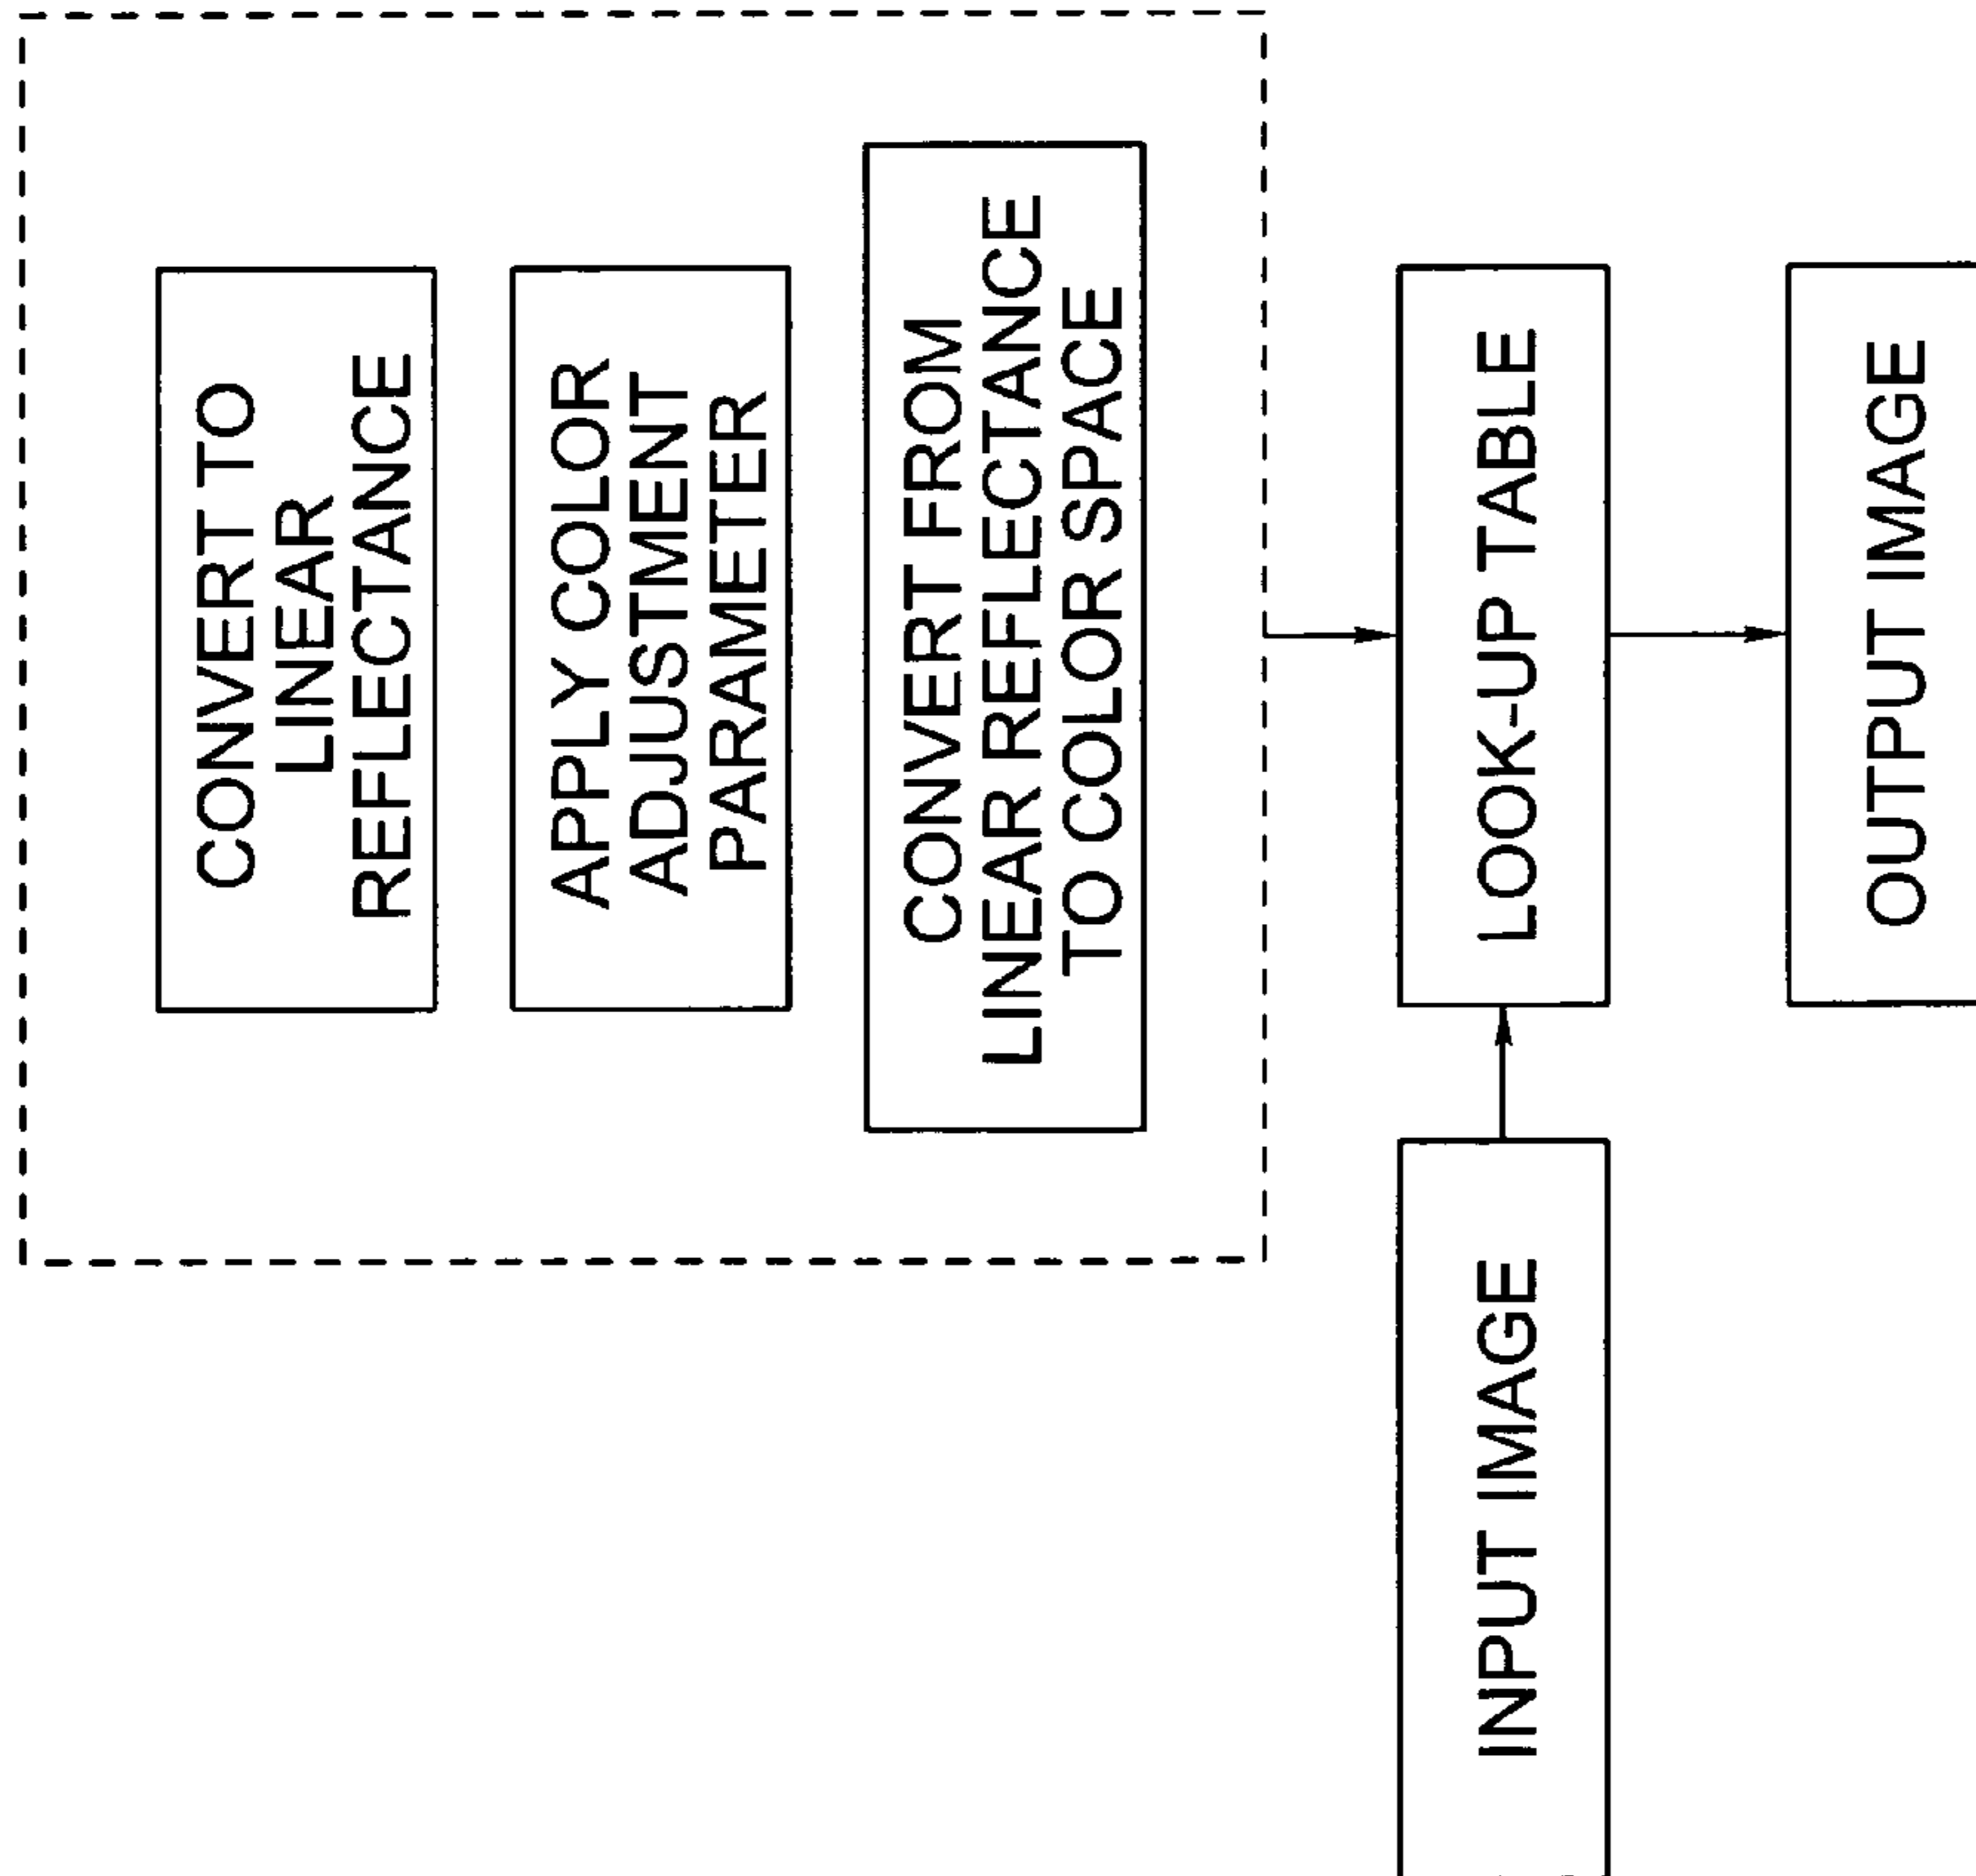 CONVERT TO
LINEAR
REFLECTANCE
APPLY COLOR
ADJUSTMENT
PARAMETER
CONVERT FROM
LINEAR REFLECTANCE
TO COLOR SPACE
INPUT IMAGE
LOOK-UP TABLE
OUTPUT IMAGE